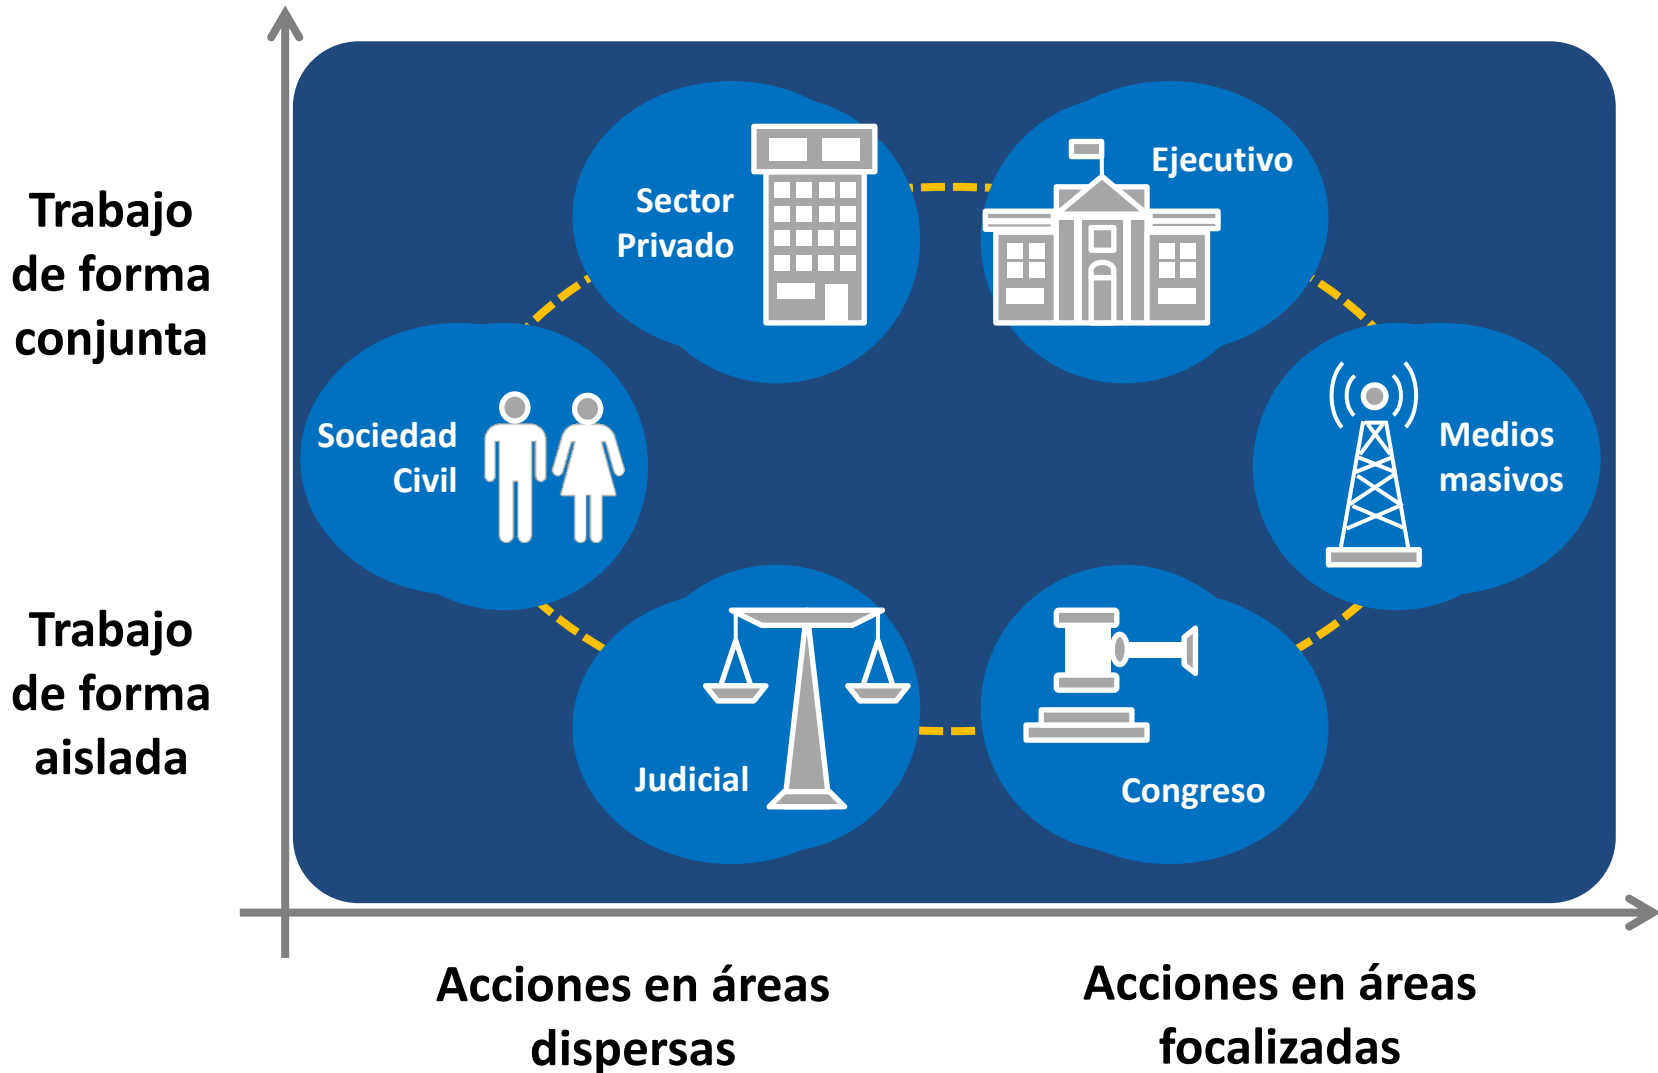 Trabajo
de forma
conjunta
Trabajo
de forma
aislada
Sector
Privado
Ejecutivo
Sociedad
Civil
Medios
masivos
Judicial
Congreso
Acciones en áreas
dispersas
Acciones en áreas
focalizadas